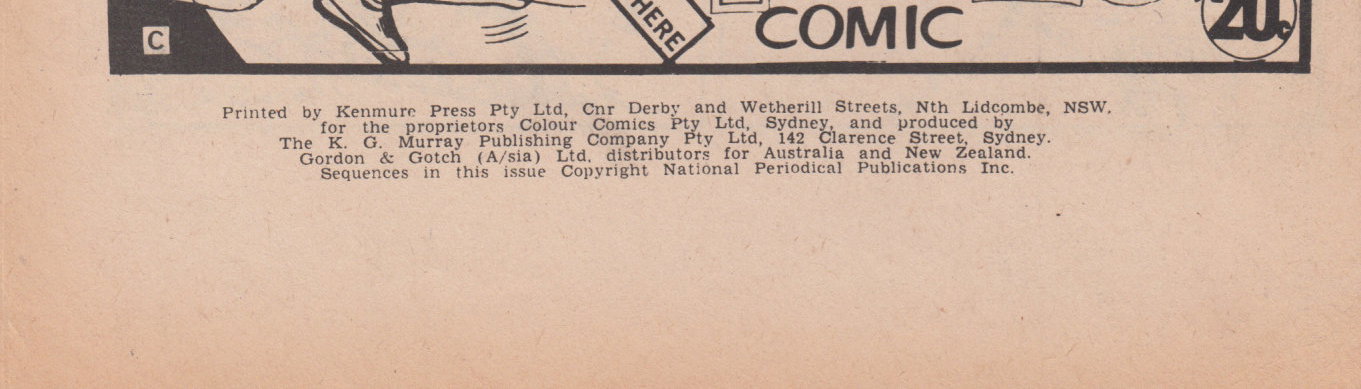 C
HERE
COMIC
20c
Printed by Kenmure Press Pty Ltd, Cnr Derby and Wetherill Streets, Nth Lidcombe, NSW.
for the proprietors Colour Comics Pty Ltd, Sydney, and produced by
The K. G. Murray Publishing Company Pty Ltd, 142 Clarence Street, Sydney.
Gordon & Gotch (A/sia) Ltd. distributors for Australia and New Zealand.
Sequences in this issue Copyright National Periodical Publications Inc.